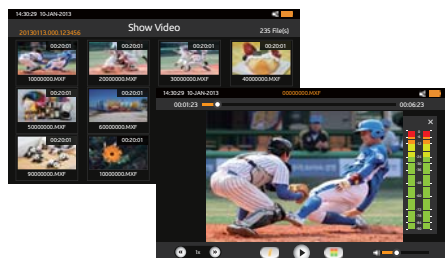 14:30:29 10-JAN-2013
20130113.000.123456 Show Video 235 File(s)
00:20:01 00:20:01 00:20:01 00:20:01
10000000.MXF 20000000.MXF 30000000.MXF 40000000.MXF
00:20:01 00:20:01
50000000.MXF 60000000.MXF
00:20:01 00:20:01
90000000.MXF 10000000.MXF
14:30:29 10-JAN-2013 00000000.MXF
00:01:23 00:06:23
1x